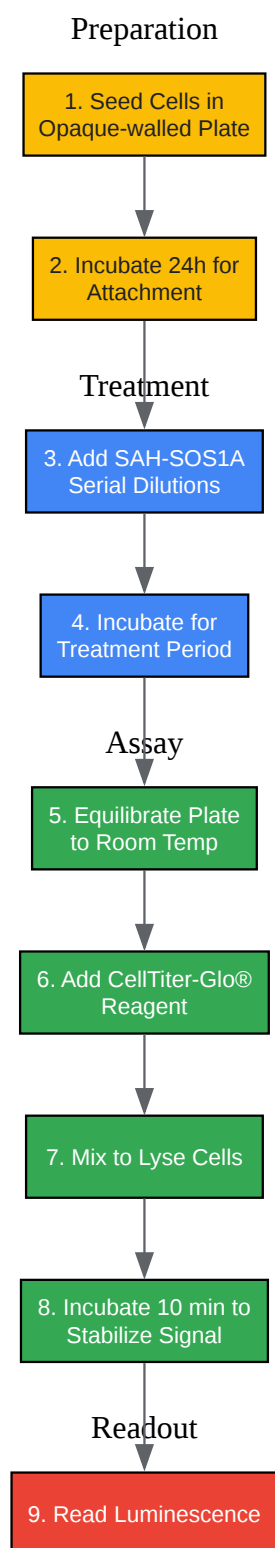 Preparation
1. Seed Cells in
Opaque-walled Plate
2. Incubate 24h for
Attachment
Treatment
3. Add SAH-SOS1A
Serial Dilutions
4. Incubate for
Treatment Period
Assay
5. Equilibrate Plate
to Room Temp
6. Add CellTiter-Glo®
Reagent
7. Mix to Lyse Cells
8. Incubate 10 min to
Stabilize Signal
Readout
9. Read Luminescence